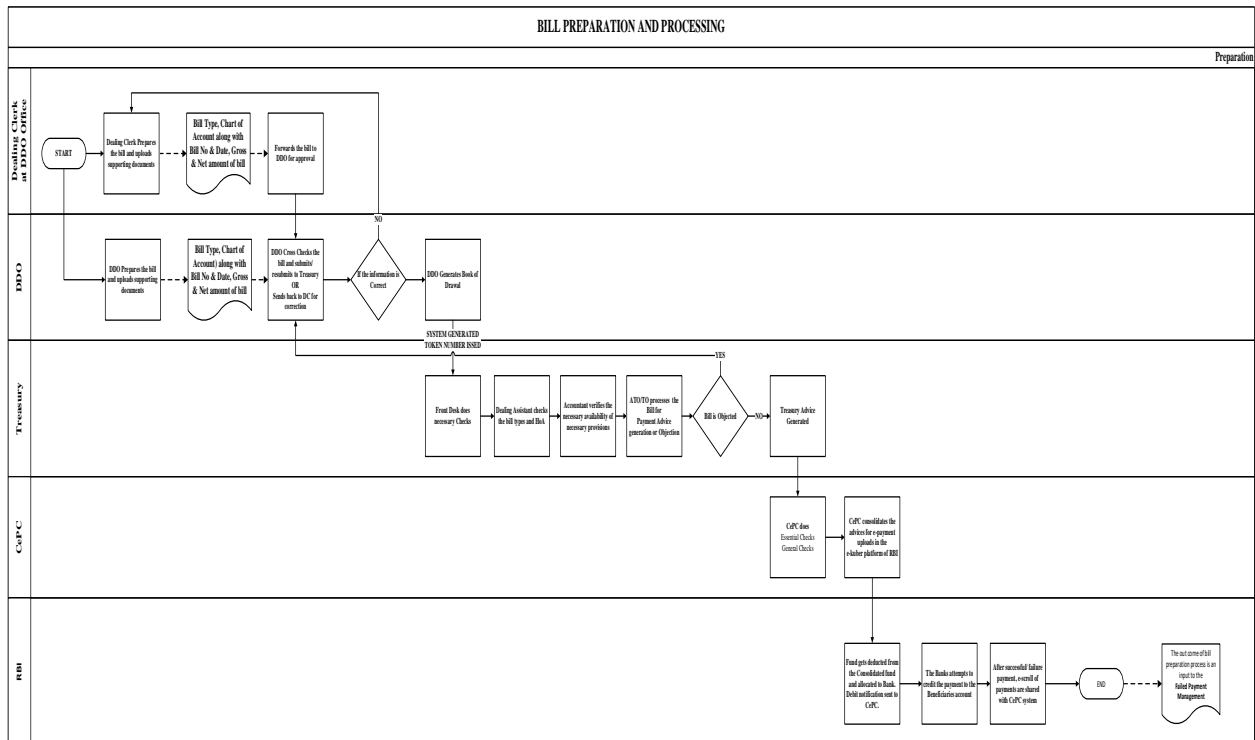 BILL PREPARATION AND PROCESSING
Preparation
Dealing Clerk
at DDO Office
START
Dealing Clerk Prepares
the bill and uploads
supporting documents
Bill Type, Chart of
Account along with
Bill No & Date, Gross
& Net amount of bill
Forwards the bill to
DDO for approval
NO
DDO
DDO Prepares the bill
and uploads supporting
documents
Bill Type, Chart of
Account) along with
Bill No & Date, Gross
& Net amount of bill
DDO Cross Checks the
bill and submits/
resubmits to Treasury
OR
Sends back to DC for
correction
If the information is
Correct
DDO Generates Book of
Drawal
SYSTEM GENERATED
TOKEN NUMBER ISSED
YES
Treasury
Front Desk does
necessary Checks
Dealing Assistant checks
the bill types and HoA
Accountant verifies the
necessary availability of
necessary provisions
ATO/TO processes the
Bill for
Payment Advice
generation or Objection
Bill is Objected
NO
Treasury Advice
Generated
CePC
CePC does
Essential Checks
General Checks
CePC consolidates the
advices for e-payment
uploads in the
e-kuber platform of RBI
RBI
Fund gets deducted from
the Consolidated fund
and allocated to Bank.
Debit notification sent to
CePC.
The Banks attempts to
credit the payment to the
Beneficiaries account
After successful/ failure
payment, e-scroll of
payments are shared
with CePC system
END
The out come of bill
preparation process is an
input to the
Failed Payment
Management